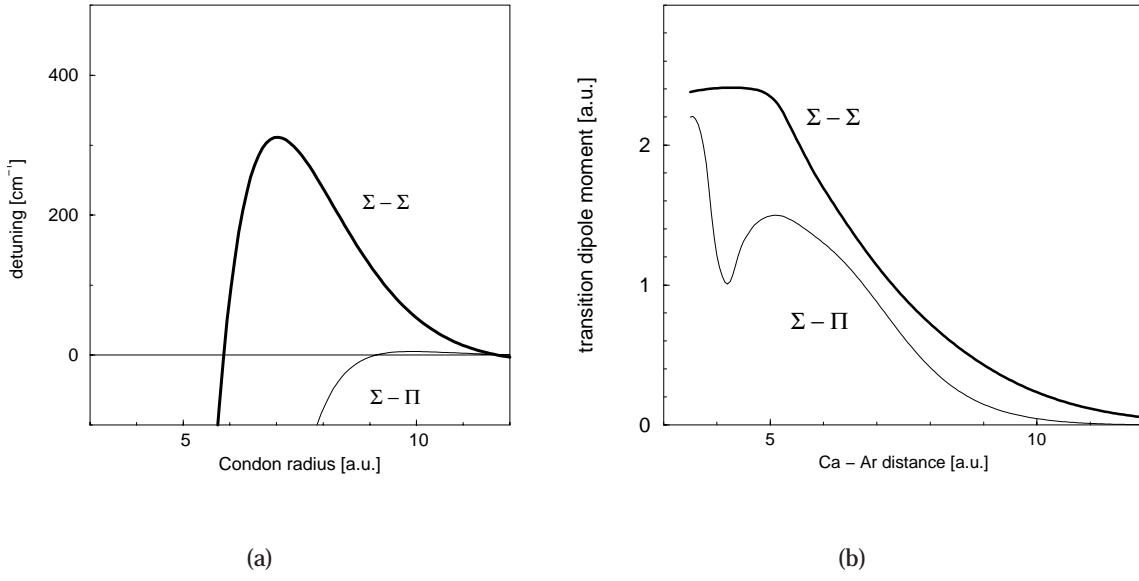 400
200
0
detuning [cm⁻¹]
Σ – Σ
Σ – Π
5
10
Condon radius [a.u.]
(a)
2
1
0
transition dipole moment [a.u.]
Σ – Σ
Σ – Π
5
10
Ca – Ar distance [a.u.]
(b)